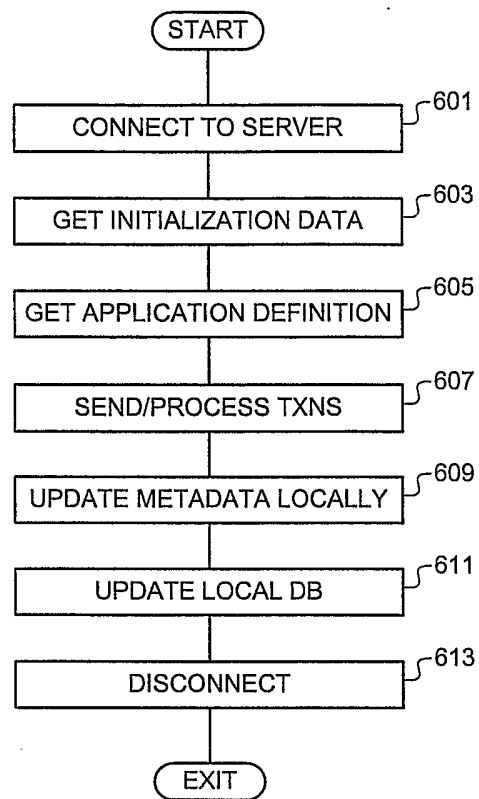 START
CONNECT TO SERVER
601
GET INITIALIZATION DATA
603
GET APPLICATION DEFINITION
605
SEND/PROCESS TXNS
607
UPDATE METADATA LOCALLY
609
UPDATE LOCAL DB
611
DISCONNECT
613
EXIT